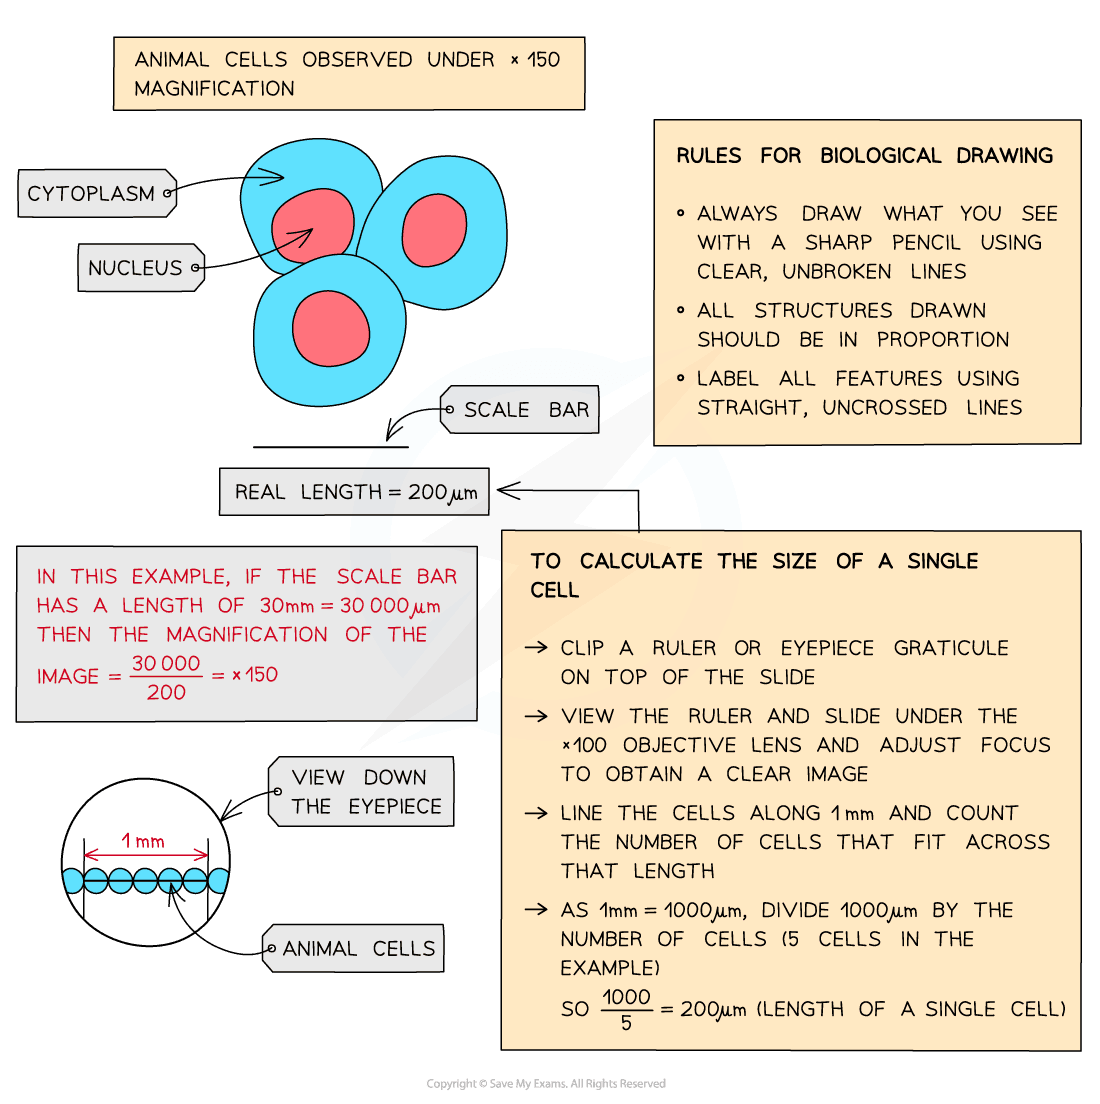 ANIMAL CELLS OBSERVED UNDER × 150
MAGNIFICATION
CYTOPLASM
NUCLEUS
SCALE BAR
REAL LENGTH = 200µm
RULES FOR BIOLOGICAL DRAWING
ALWAYS DRAW WHAT YOU SEE
WITH A SHARP PENCIL USING
CLEAR, UNBROKEN LINES
ALL STRUCTURES DRAWN
SHOULD BE IN PROPORTION
LABEL ALL FEATURES USING
STRAIGHT, UNCROSSED LINES
IN THIS EXAMPLE, IF THE SCALE BAR
HAS A LENGTH OF 30mm = 30 000µm
THEN THE MAGNIFICATION OF THE
IMAGE = 30 000 / 200 = × 150
TO CALCULATE THE SIZE OF A SINGLE
CELL
→ CLIP A RULER OR EYEPIECE GRATICULE
ON TOP OF THE SLIDE
→ VIEW THE RULER AND SLIDE UNDER THE
×100 OBJECTIVE LENS AND ADJUST FOCUS
TO OBTAIN A CLEAR IMAGE
→ LINE THE CELLS ALONG 1mm AND COUNT
THE NUMBER OF CELLS THAT FIT ACROSS
THAT LENGTH
→ AS 1mm = 1000µm, DIVIDE 1000µm BY THE
NUMBER OF CELLS (5 CELLS IN THE
EXAMPLE)
SO 1000 / 5 = 200µm (LENGTH OF A SINGLE CELL)
VIEW DOWN
THE EYEPIECE
1mm
ANIMAL CELLS
Copyright © Save My Exams. All Rights Reserved